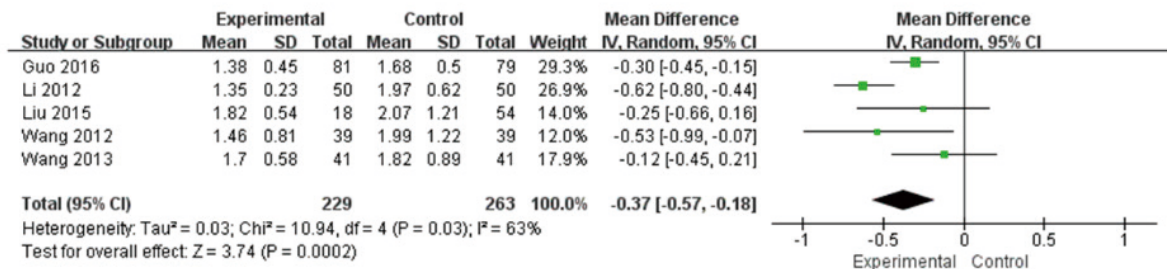 Experimental Control Mean Difference Mean Difference
Study or Subgroup Mean SD Total Mean SD Total Weight IV, Random, 95% CI IV, Random, 95% CI
Guo 2016 1.38 0.45 81 1.68 0.5 79 29.3% -0.30 [-0.45, -0.15]
Li 2012 1.35 0.23 50 1.97 0.62 50 26.9% -0.62 [-0.80, -0.44]
Liu 2015 1.82 0.54 18 2.07 1.21 54 14.0% -0.25 [-0.66, 0.16]
Wang 2012 1.46 0.81 39 1.99 1.22 39 12.0% -0.53 [-0.99, -0.07]
Wang 2013 1.7 0.58 41 1.82 0.89 41 17.9% -0.12 [-0.45, 0.21]
Total (95% CI) 229 263 100.0% -0.37 [-0.57, -0.18]
Heterogeneity: Tau² = 0.03; Chi² = 10.94, df = 4 (P = 0.03); I² = 63%
Test for overall effect: Z = 3.74 (P = 0.0002)
-1 -0.5 0 0.5 1
Experimental Control